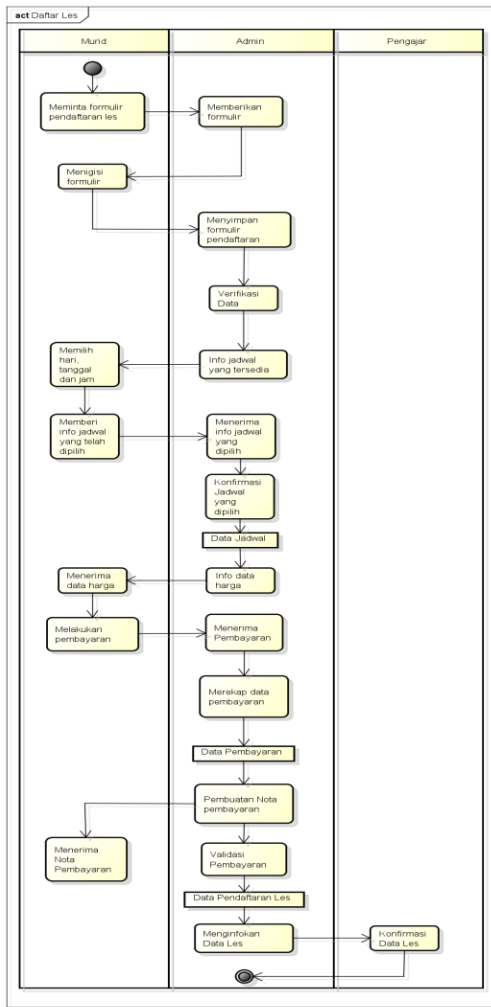 act Daftar Les
Murid
Admin
Pengajar
Meminta formulir
pendaftaran les
Memberikan
formulir
Menigisi
formulir
Menyimpan
formulir
pendaftaran
Verifikasi
Data
Memilih
hari,
tanggal
dan jam
Info jadwal
yang tersedia
Memberi
info jadwal
yang telah
dipilih
Menerima
info jadwal
yang
dipilih
Konfirmasi
Jadwal
yang
dipilih
Data Jadwal
Menerima
data harga
Info data
harga
Melakukan
pembayaran
Menerima
Pembayaran
Merekap data
pembayaran
Data Pembayaran
Pembuatan Nota
pembayaran
Menerima
Nota
Pembayaran
Validasi
Pembayaran
Data Pendaftaran Les
Menginfokan
Data Les
Konfirmasi
Data Les